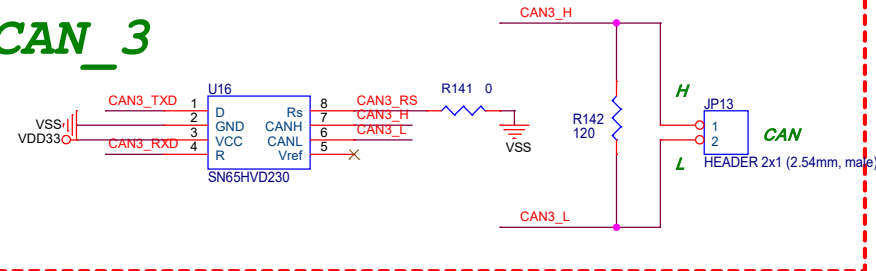 CAN_3
CAN3_H
U16
R141 0
CAN3_TXD 1 D Rs 8 CAN3_RS
VSS 2 GND CANH 7 CAN3_H
VDD33 3 VCC CANL 6 CAN3_L
CAN3_RXD 4 R Vref 5
SN65HVD230
VSS
R142
120
H
JP13
1
2
CAN
L
HEADER 2x1 (2.54mm, male)
CAN3_L